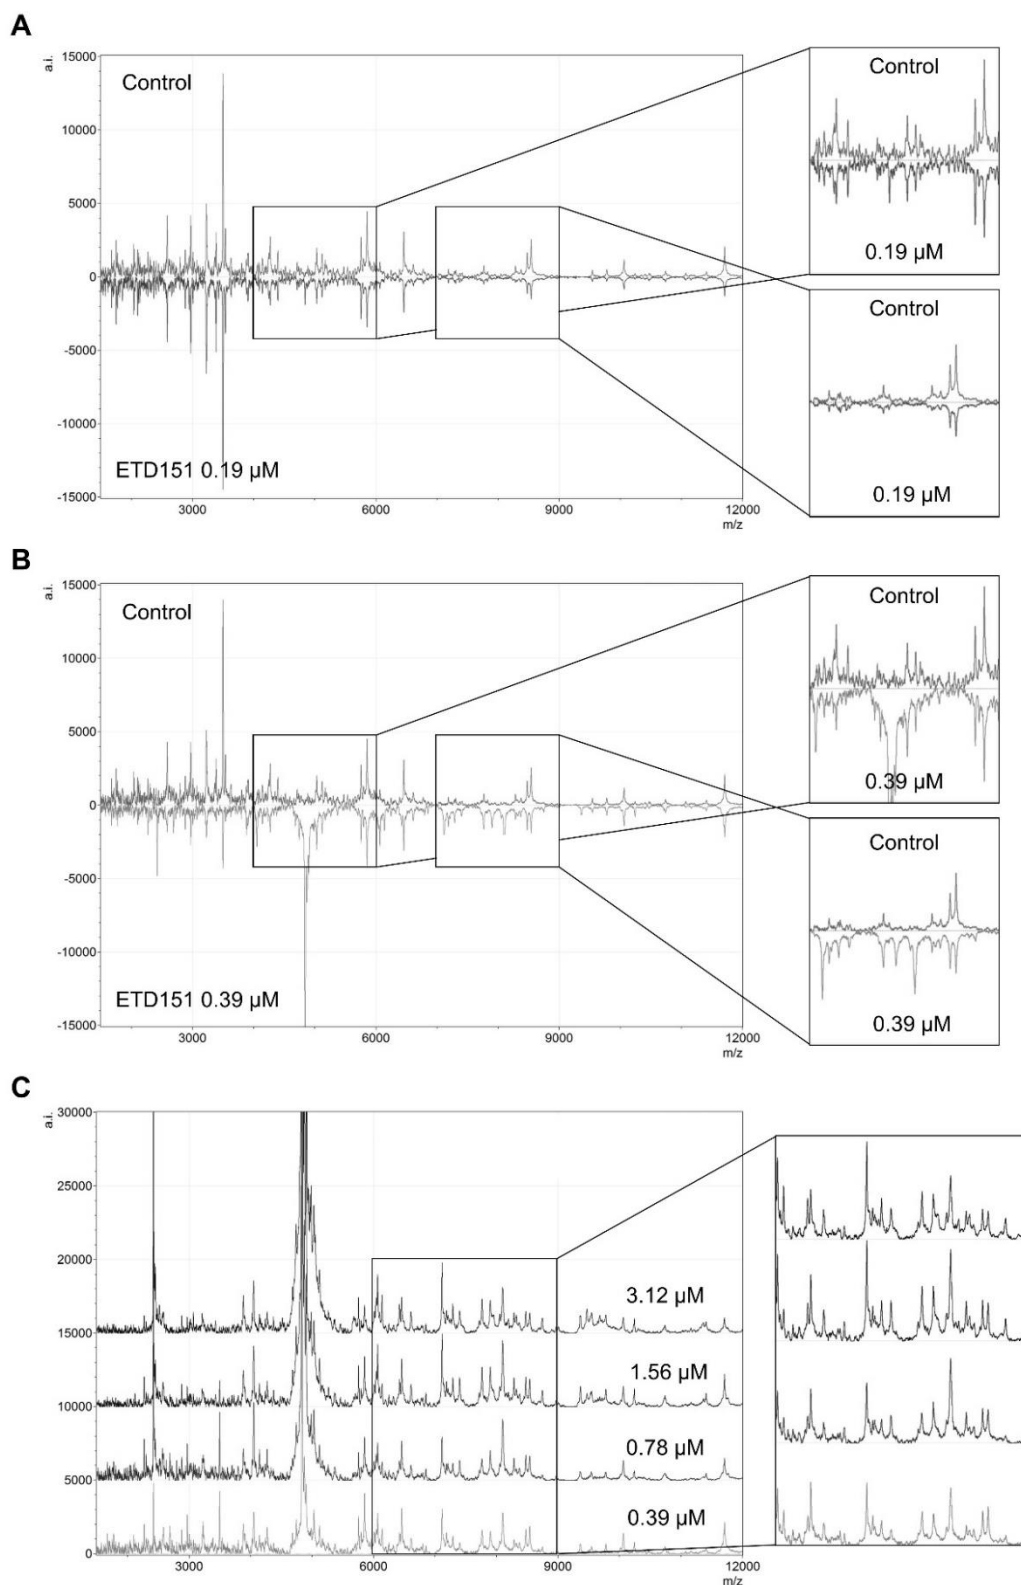 A
a.i.
15000
Control
10000
5000
0
-5000
-10000
ETD151 0.19 µM
-15000
3000
6000
9000
12000
m/z
Control
0.19 µM
Control
0.19 µM
B
a.i.
15000
Control
10000
5000
0
-5000
-10000
ETD151 0.39 µM
-15000
3000
6000
9000
12000
m/z
Control
0.39 µM
Control
0.39 µM
C
a.i.
30000
25000
20000
3.12 µM
15000
1.56 µM
10000
0.78 µM
5000
0.39 µM
0
3000
6000
9000
12000
m/z